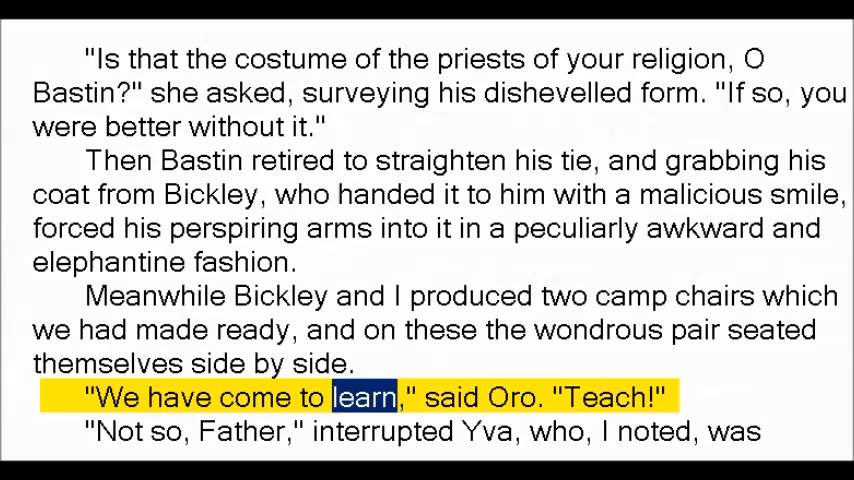 "Is that the costume of the priests of your religion, O
Bastin?" she asked, surveying his dishevelled form. "If so, you
were better without it."
Then Bastin retired to straighten his tie, and grabbing his
coat from Bickley, who handed it to him with a malicious smile,
forced his perspiring arms into it in a peculiarly awkward and
elephantine fashion.
Meanwhile Bickley and I produced two camp chairs which
we had made ready, and on these the wondrous pair seated
themselves side by side.
"We have come to learn," said Oro. "Teach!"
"Not so, Father," interrupted Yva, who, I noted, was